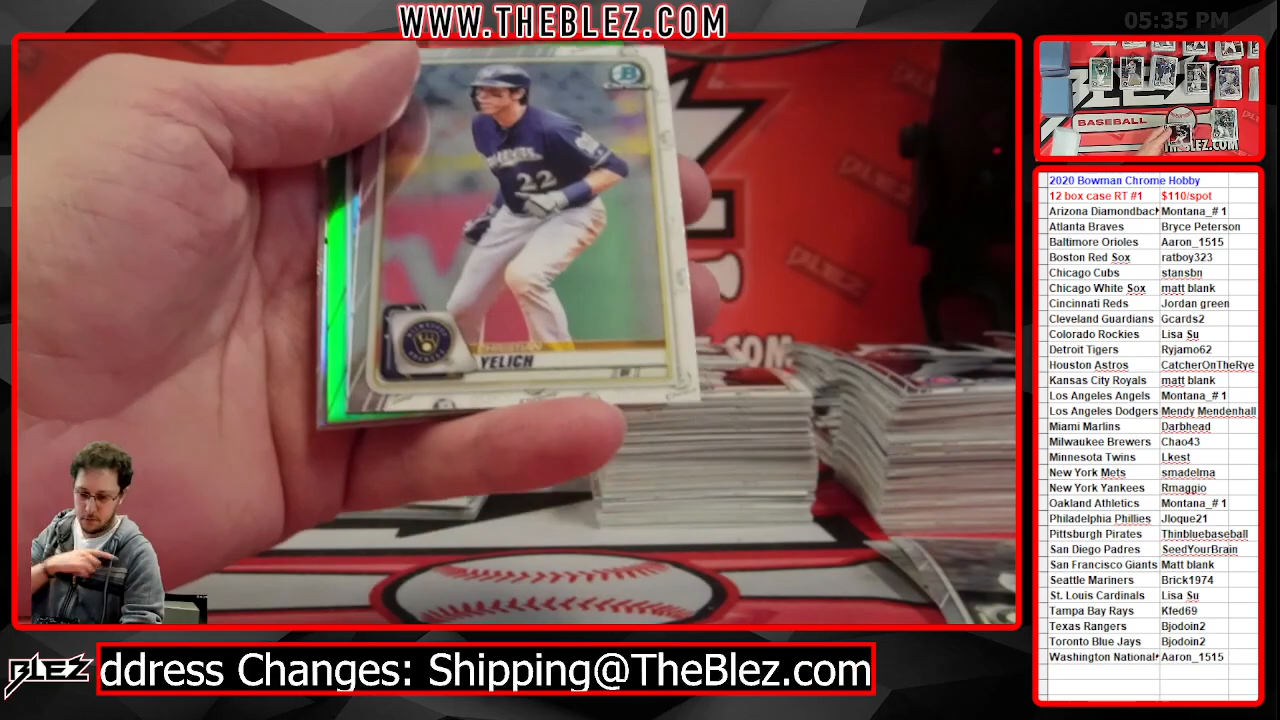 WWW.THEBLEZ.COM
05:35 PM
BASEBALL
22
YELICH
2020 Bowman Chrome Hobby
12 box case RT #1 $110/spot
Arizona Diamondbac Montana_# 1
Atlanta Braves Bryce Peterson
Baltimore Orioles Aaron_1515
Boston Red Sox ratboy323
Chicago Cubs stansbn
Chicago White Sox matt blank
Cincinnati Reds Jordan green
Cleveland Guardians Gcards2
Colorado Rockies Lisa Su
Detroit Tigers Ryjamo62
Houston Astros CatcherOnTheRye
Kansas City Royals matt blank
Los Angeles Angels Montana_# 1
Los Angeles Dodgers Mendy Mendenhall
Miami Marlins Darbhead
Milwaukee Brewers Chao43
Minnesota Twins Lkest
New York Mets smadelma
New York Yankees Rmaggio
Oakland Athletics Montana_# 1
Philadelphia Phillies Jloque21
Pittsburgh Pirates Thinbluebaseball
San Diego Padres SeedYourBrain
San Francisco Giants Matt blank
Seattle Mariners Brick1974
St. Louis Cardinals Lisa Su
Tampa Bay Rays Kfed69
Texas Rangers Bjodoin2
Toronto Blue Jays Bjodoin2
Washington National Aaron_1515
BLEZ
ddress Changes: Shipping@TheBlez.com